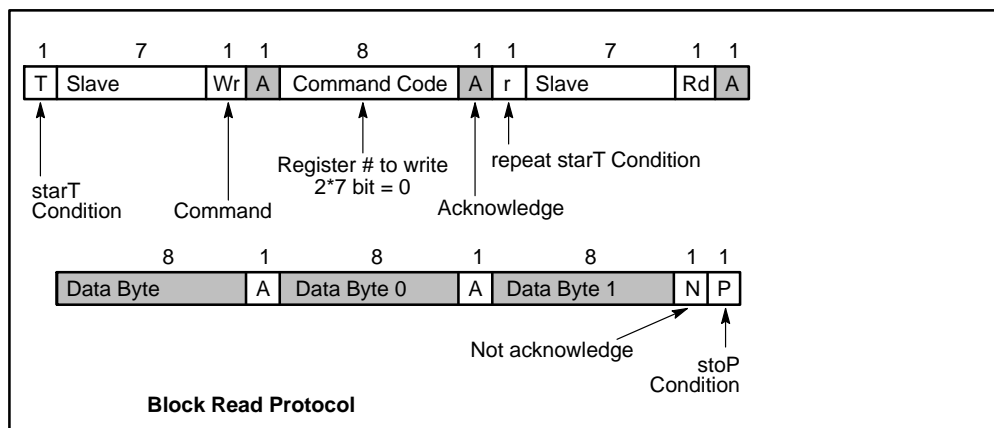 1 7 1 1 8 1 1 7 1 1
T Slave Wr A Command Code A r Slave Rd A
Register # to write
2*7 bit = 0
repeat starT Condition
starT
Condition
Command
Acknowledge
8 1 8 1 8 1 1
Data Byte A Data Byte 0 A Data Byte 1 N P
Not acknowledge
stoP
Condition
Block Read Protocol